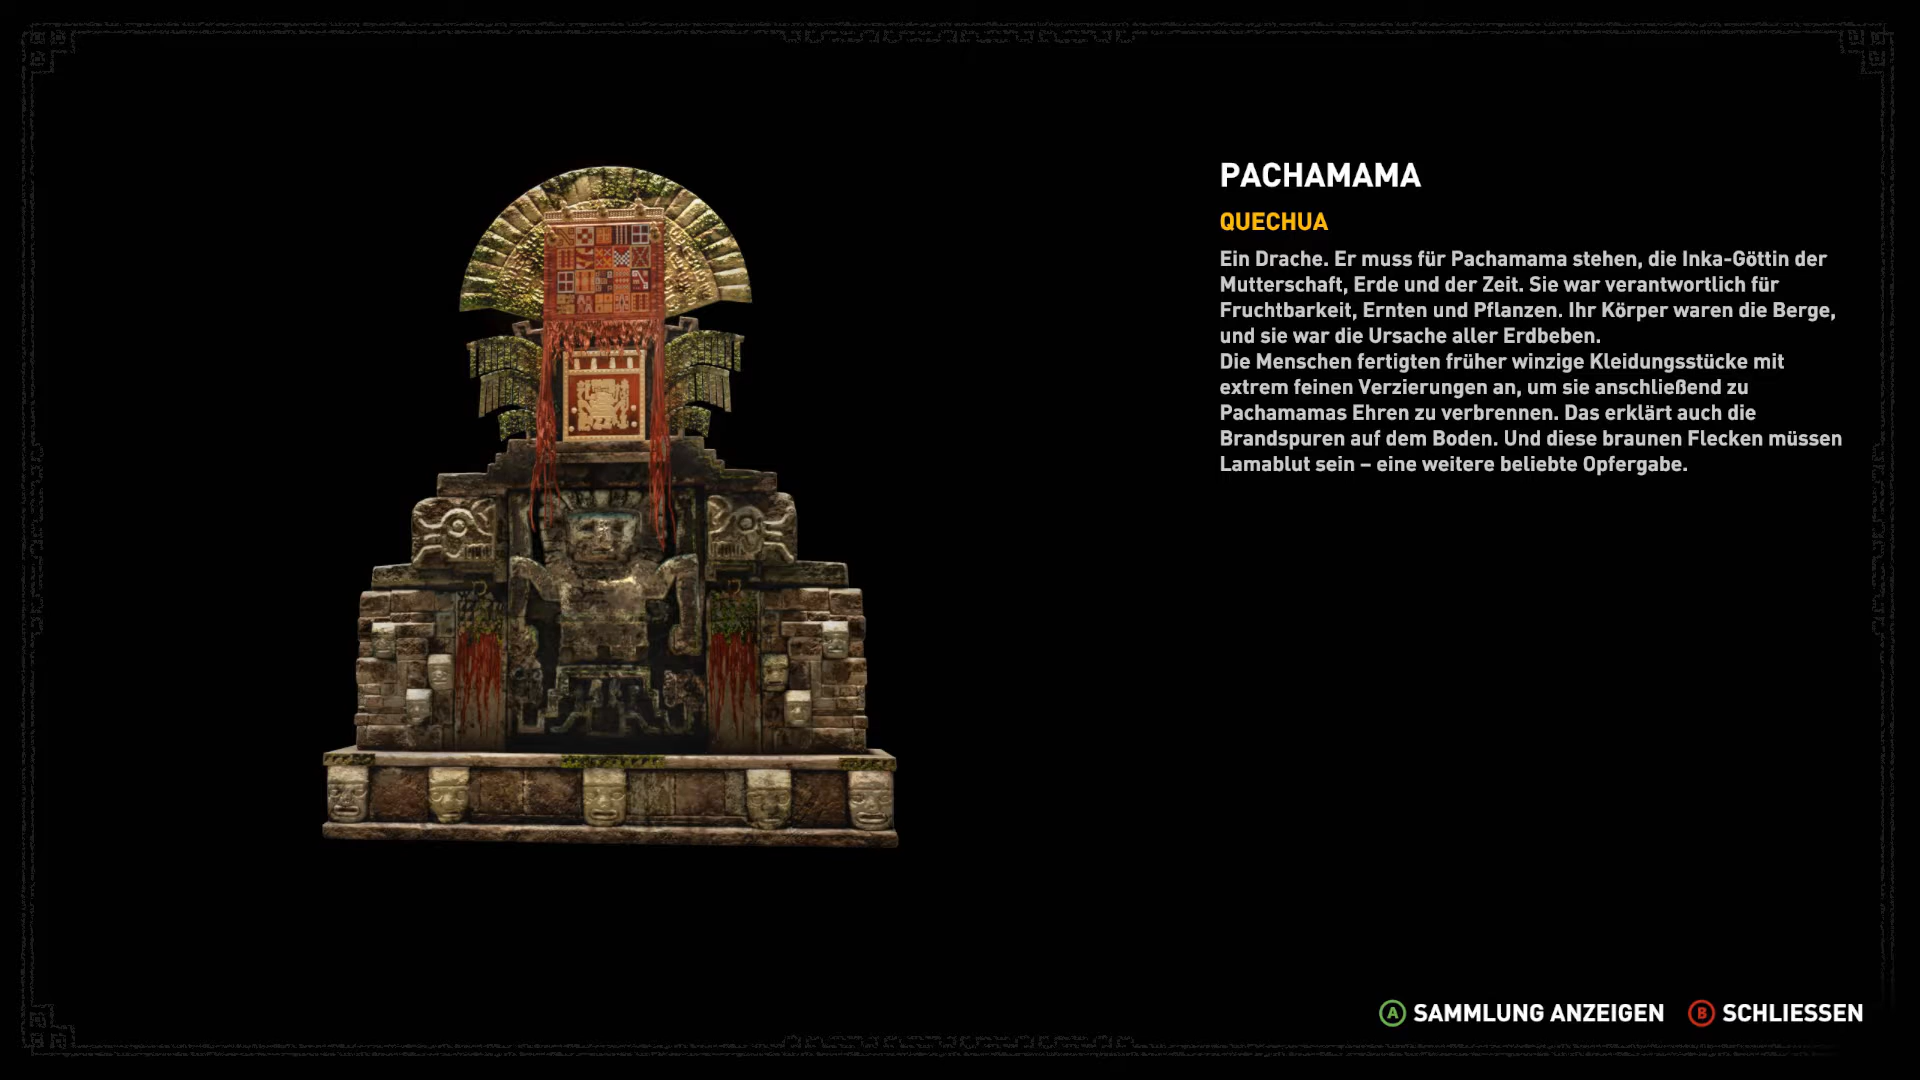 PACHAMAMA
QUECHUA
Ein Drache. Er muss für Pachamama stehen, die Inka-Göttin der
Mutterschaft, Erde und der Zeit. Sie war verantwortlich für
Fruchtbarkeit, Ernten und Pflanzen. Ihr Körper waren die Berge,
und sie war die Ursache aller Erdbeben.
Die Menschen fertigten früher winzige Kleidungsstücke mit
extrem feinen Verzierungen an, um sie anschließend zu
Pachamamas Ehren zu verbrennen. Das erklärt auch die
Brandspuren auf dem Boden. Und diese braunen Flecken müssen
Lamablut sein – eine weitere beliebte Opfergabe.
A SAMMLUNG ANZEIGEN B SCHLIESSEN